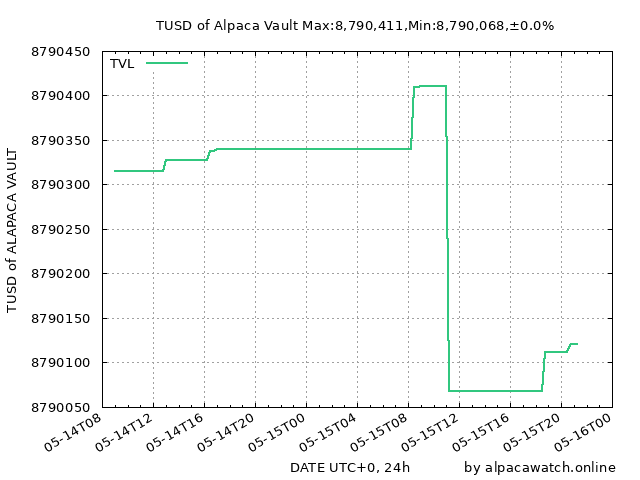 TUSD of Alpaca Vault Max:8,790,411,Min:8,790,068,±0.0%
TVL
TUSD of ALAPACA VAULT
8790450
8790400
8790350
8790300
8790250
8790200
8790150
8790100
8790050
05-14T08
05-14T12
05-14T16
05-14T20
05-15T00
05-15T04
05-15T08
05-15T12
05-15T16
05-15T20
05-16T00
DATE UTC+0, 24h
by alpacawatch.online